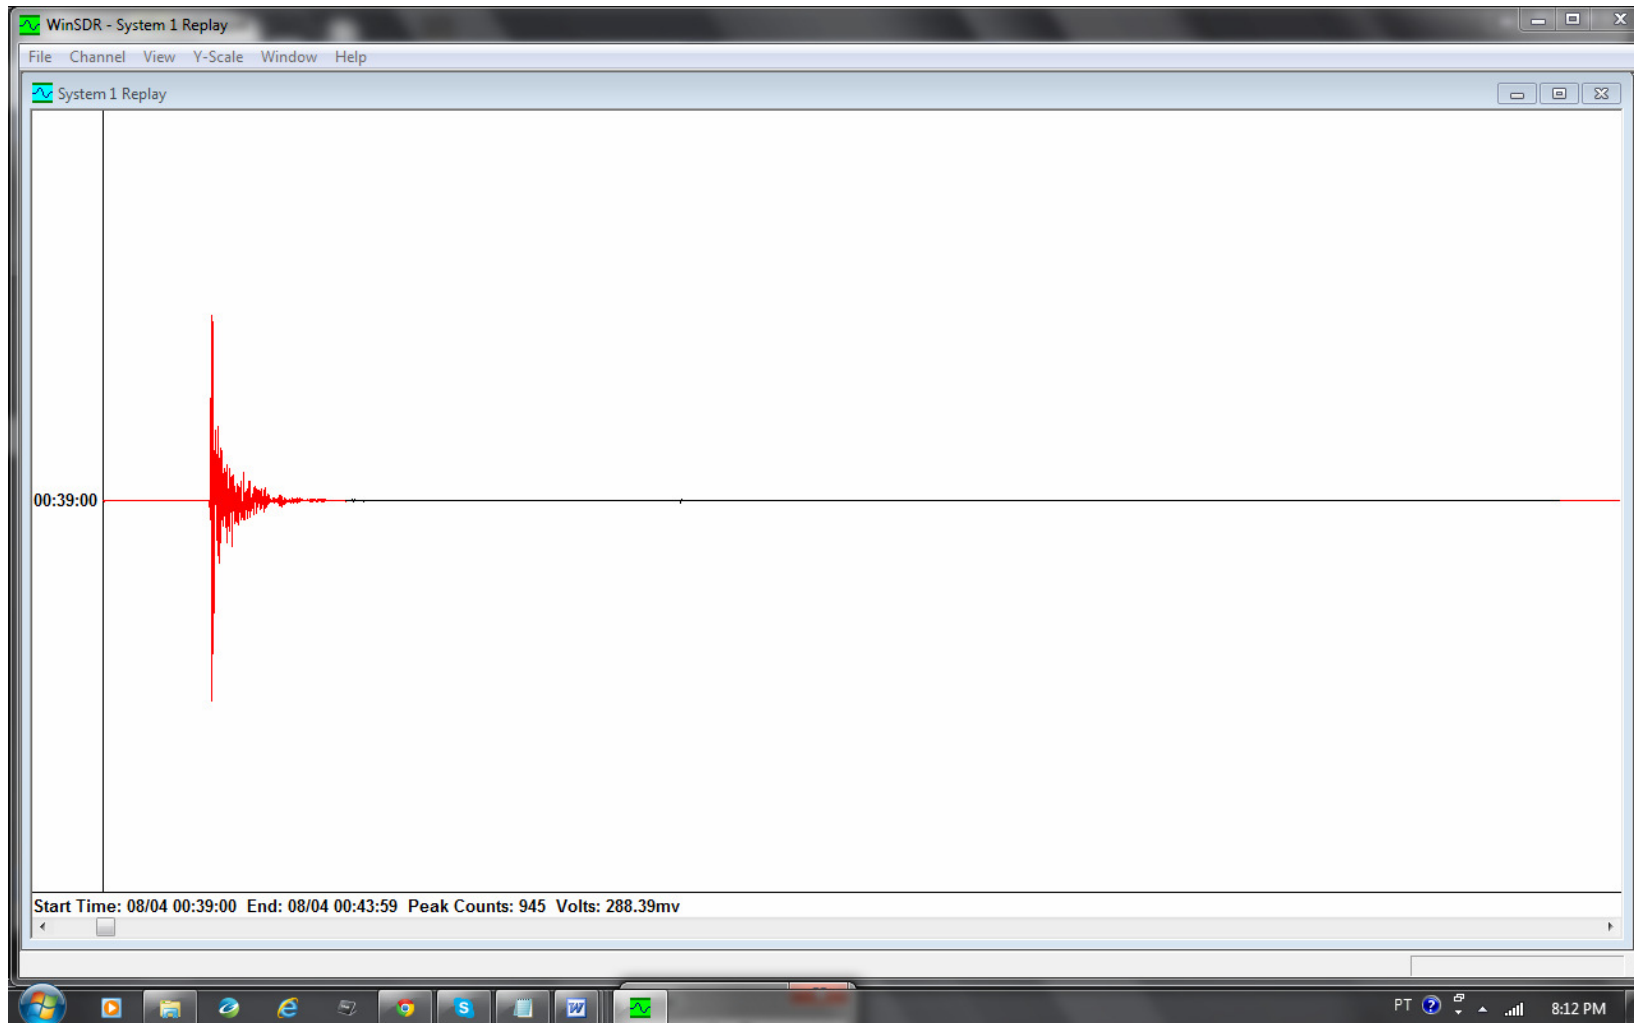 WinSDR - System 1 Replay
File Channel View Y-Scale Window Help
System 1 Replay
00:39:00
Start Time: 08/04 00:39:00 End: 08/04 00:43:59 Peak Counts: 945 Volts: 288.39mv
PT
8:12 PM